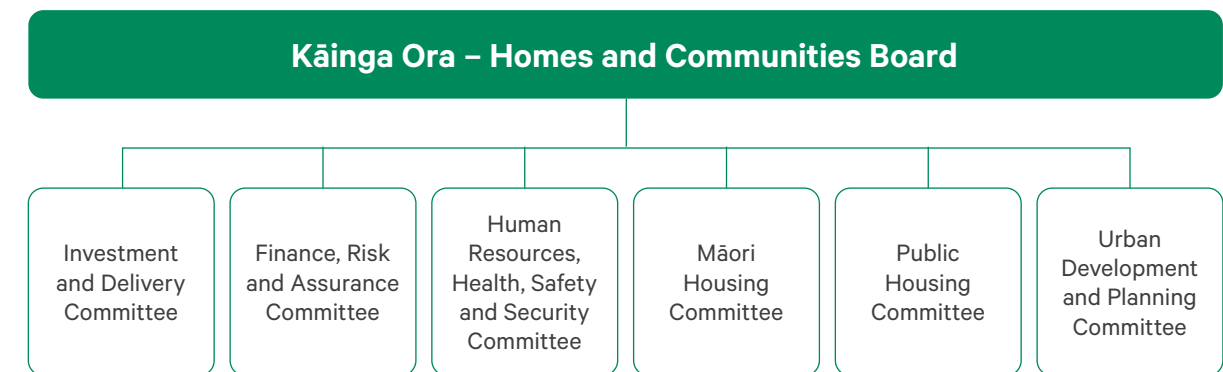 Kāinga Ora – Homes and Communities Board
Investment
and Delivery
Committee
Finance, Risk
and Assurance
Committee
Human
Resources,
Health, Safety
and Security
Committee
Māori
Housing
Committee
Public
Housing
Committee
Urban
Development
and Planning
Committee